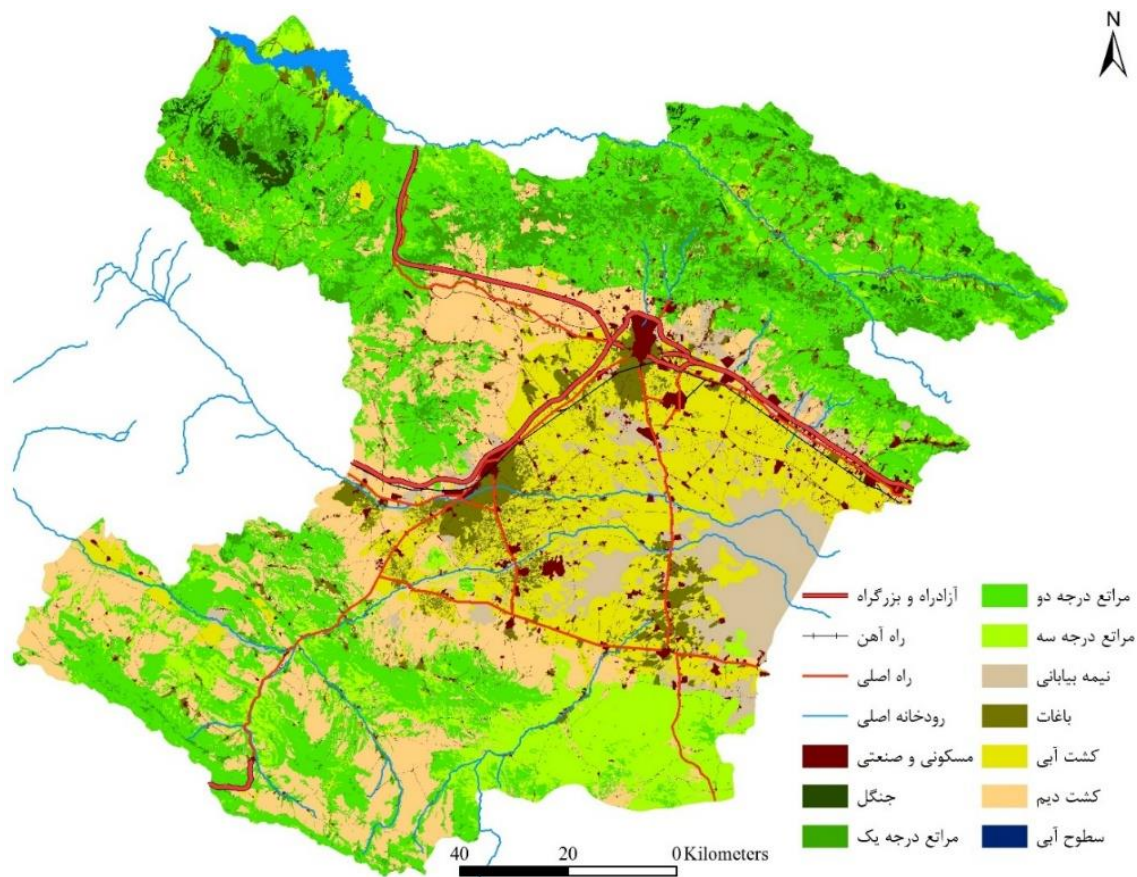 N
آزادراه و بزرگراه
راه آهن
راه اصلی
رودخانه اصلی
مسکونی و صنعتی
جنگل
مراتع درجه یک
مراتع درجه دو
مراتع درجه سه
نیمه بیابانی
باغات
کشت آبی
کشت دیم
سطوح آبی
40 20 0 Kilometers